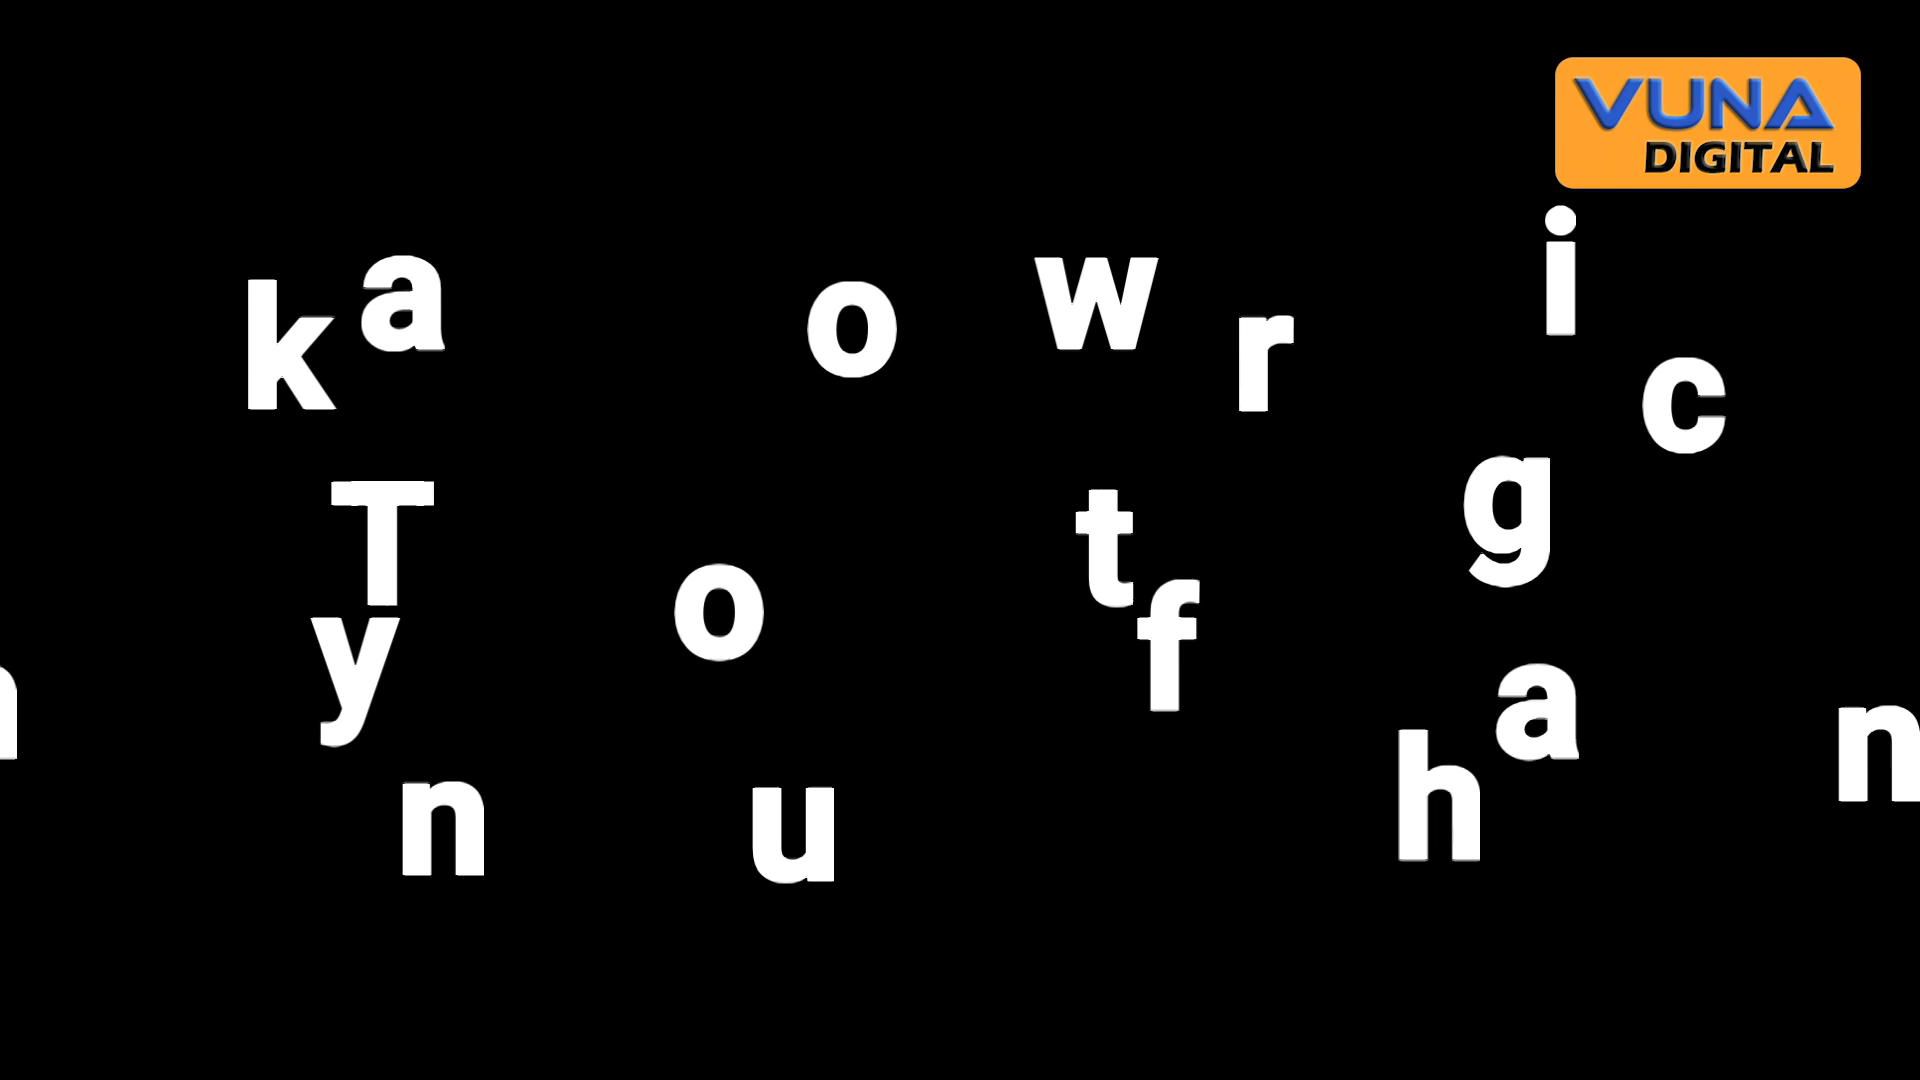 VUNA
DIGITAL
k a o w r i c
T t g
y o f a n
n u h